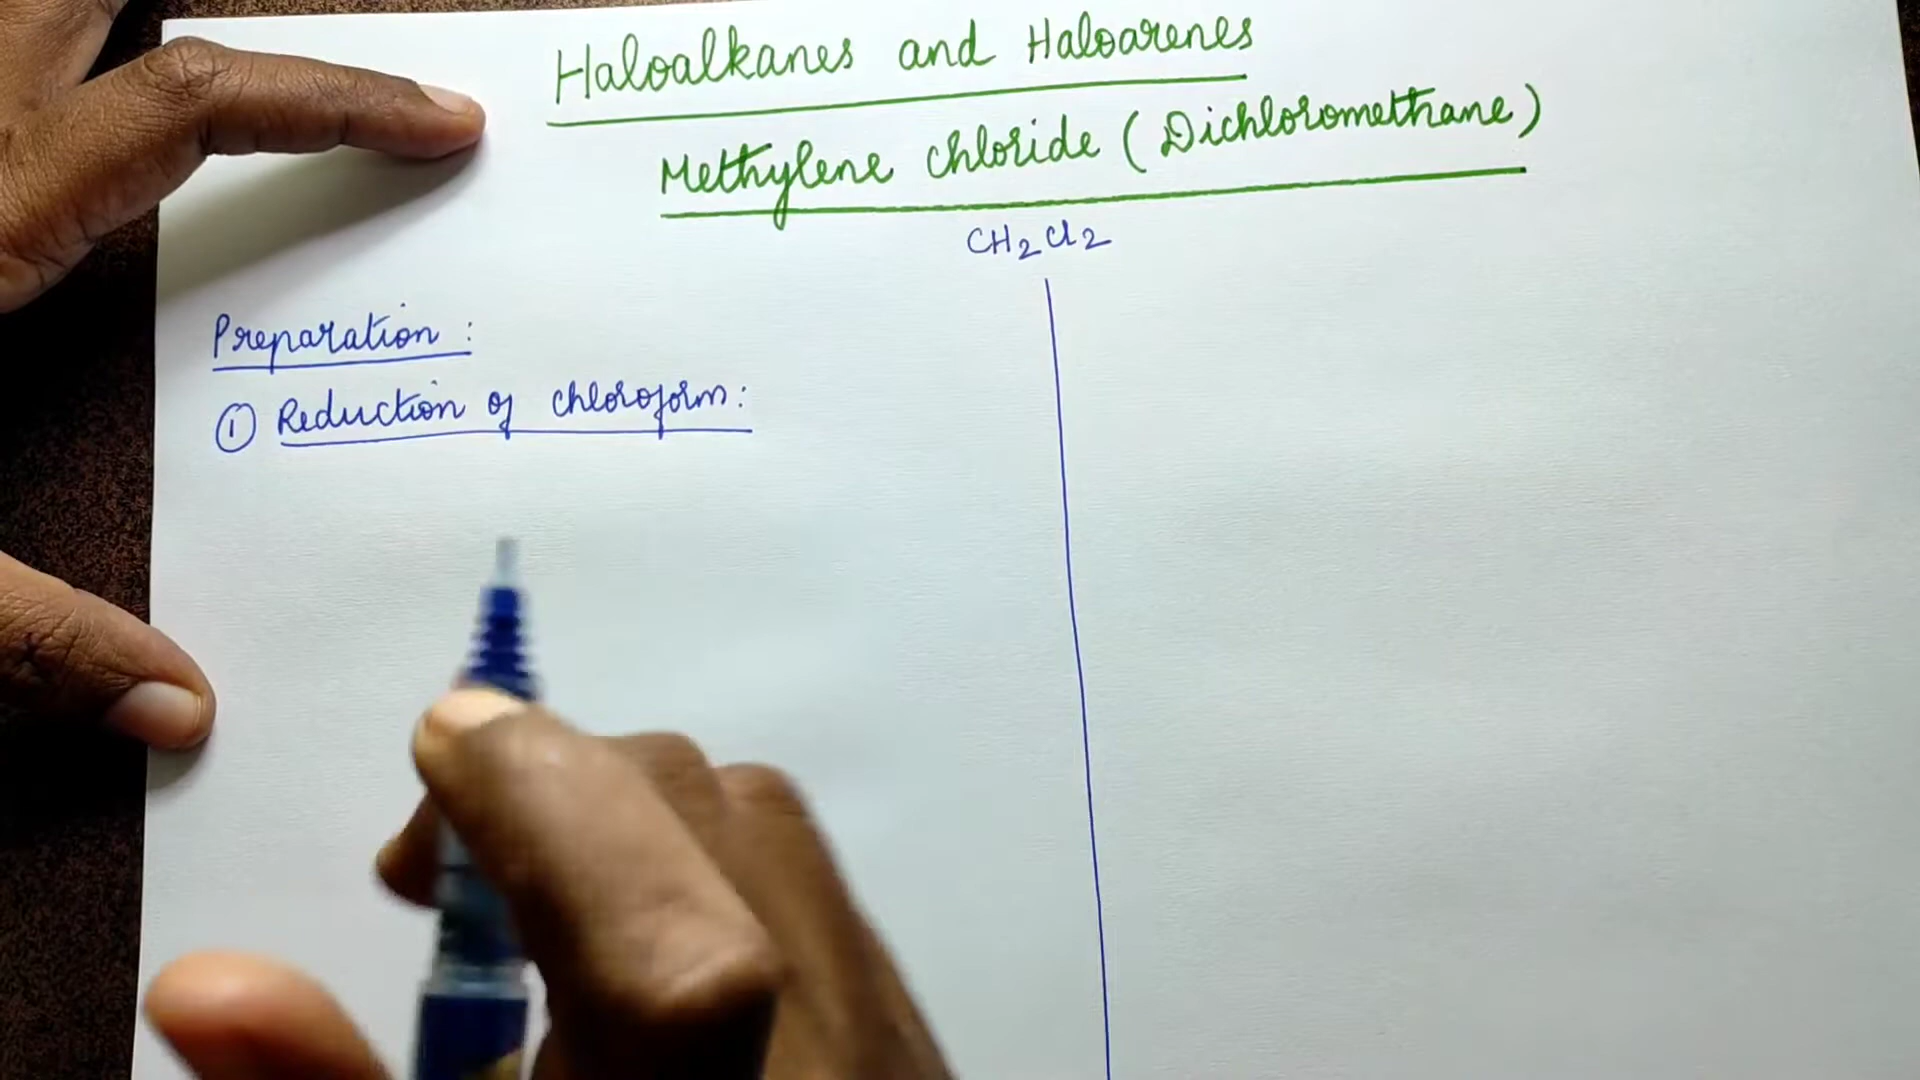 Haloalkanes and Haloarenes
Methylene chloride (Dichloromethane)
CH₂Cl₂
Preparation :
① Reduction of chloroform: